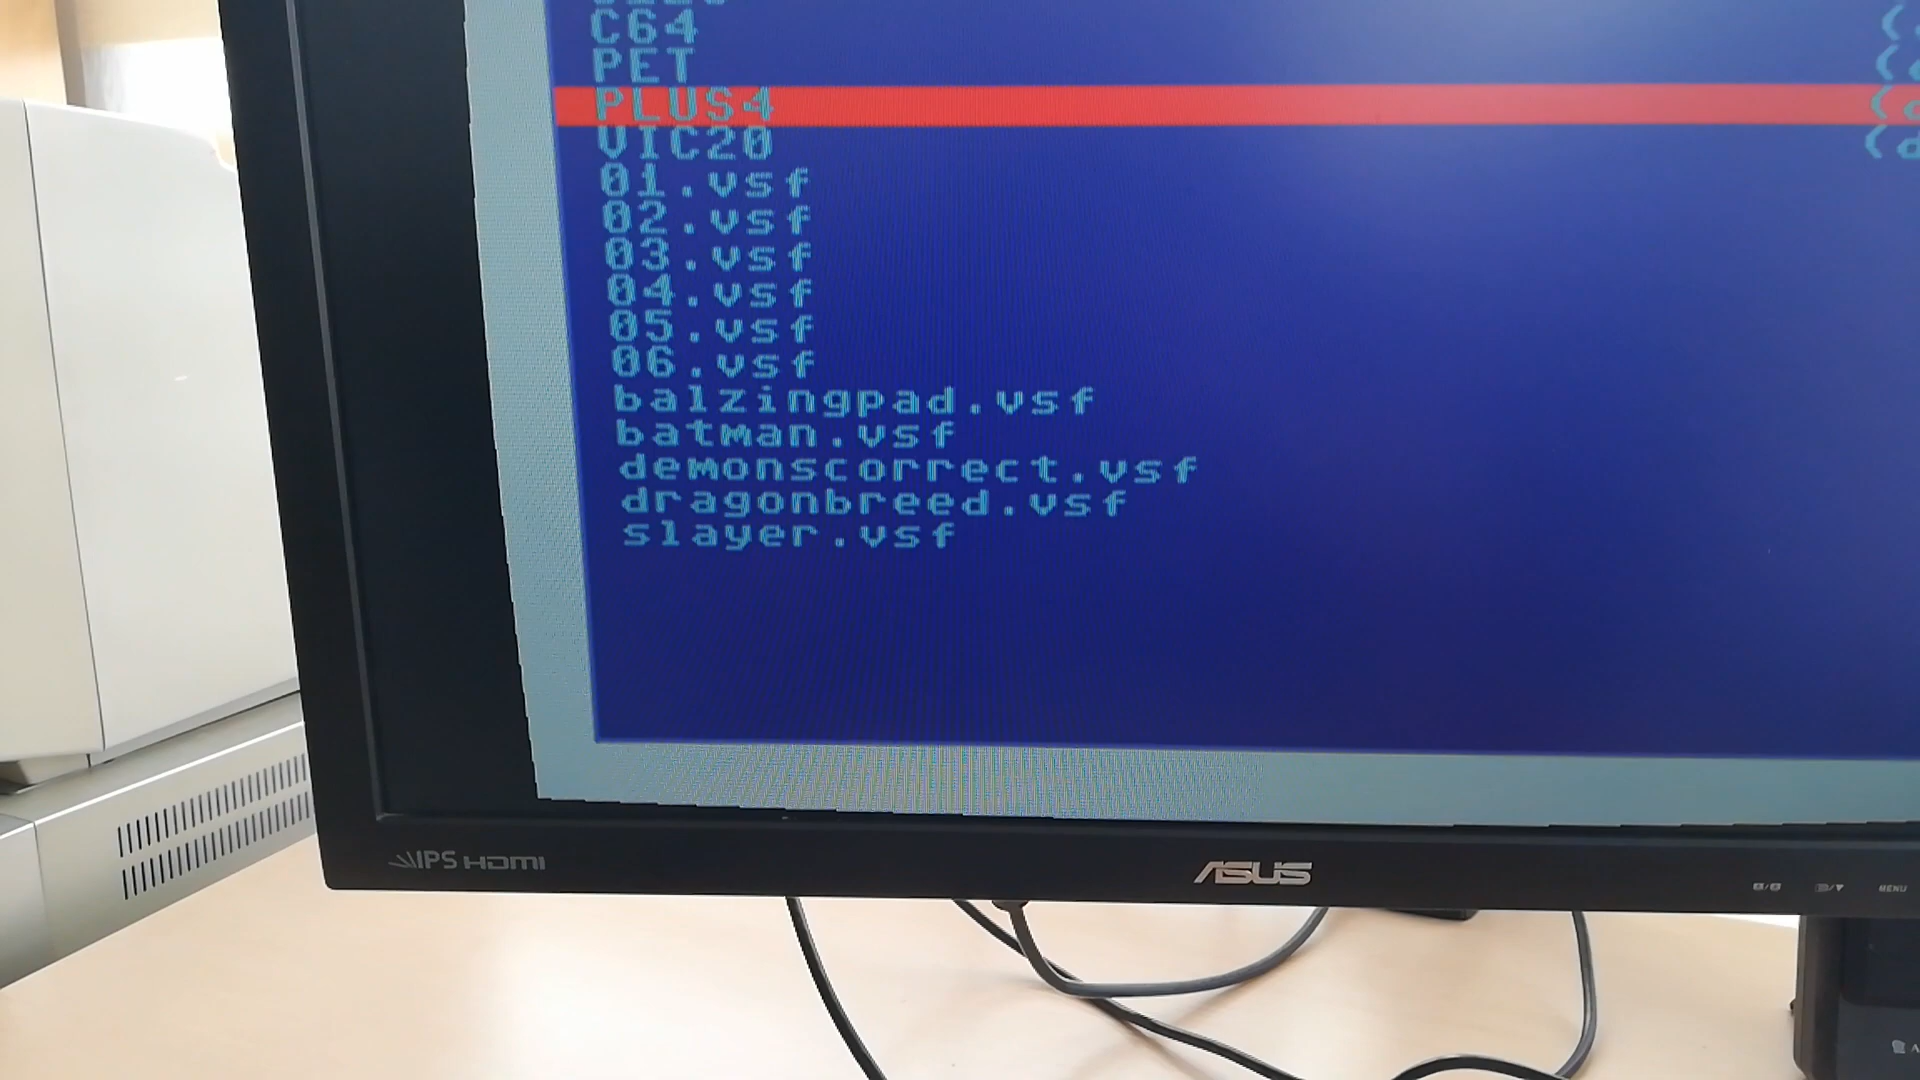 C64
PET
PLUS4
VIC20
01.vsf
02.vsf
03.vsf
04.vsf
05.vsf
06.vsf
balzingpad.vsf
batman.vsf
demonscorrect.vsf
dragonbreed.vsf
slayer.vsf
IPS HDMI
ASUS
MENU